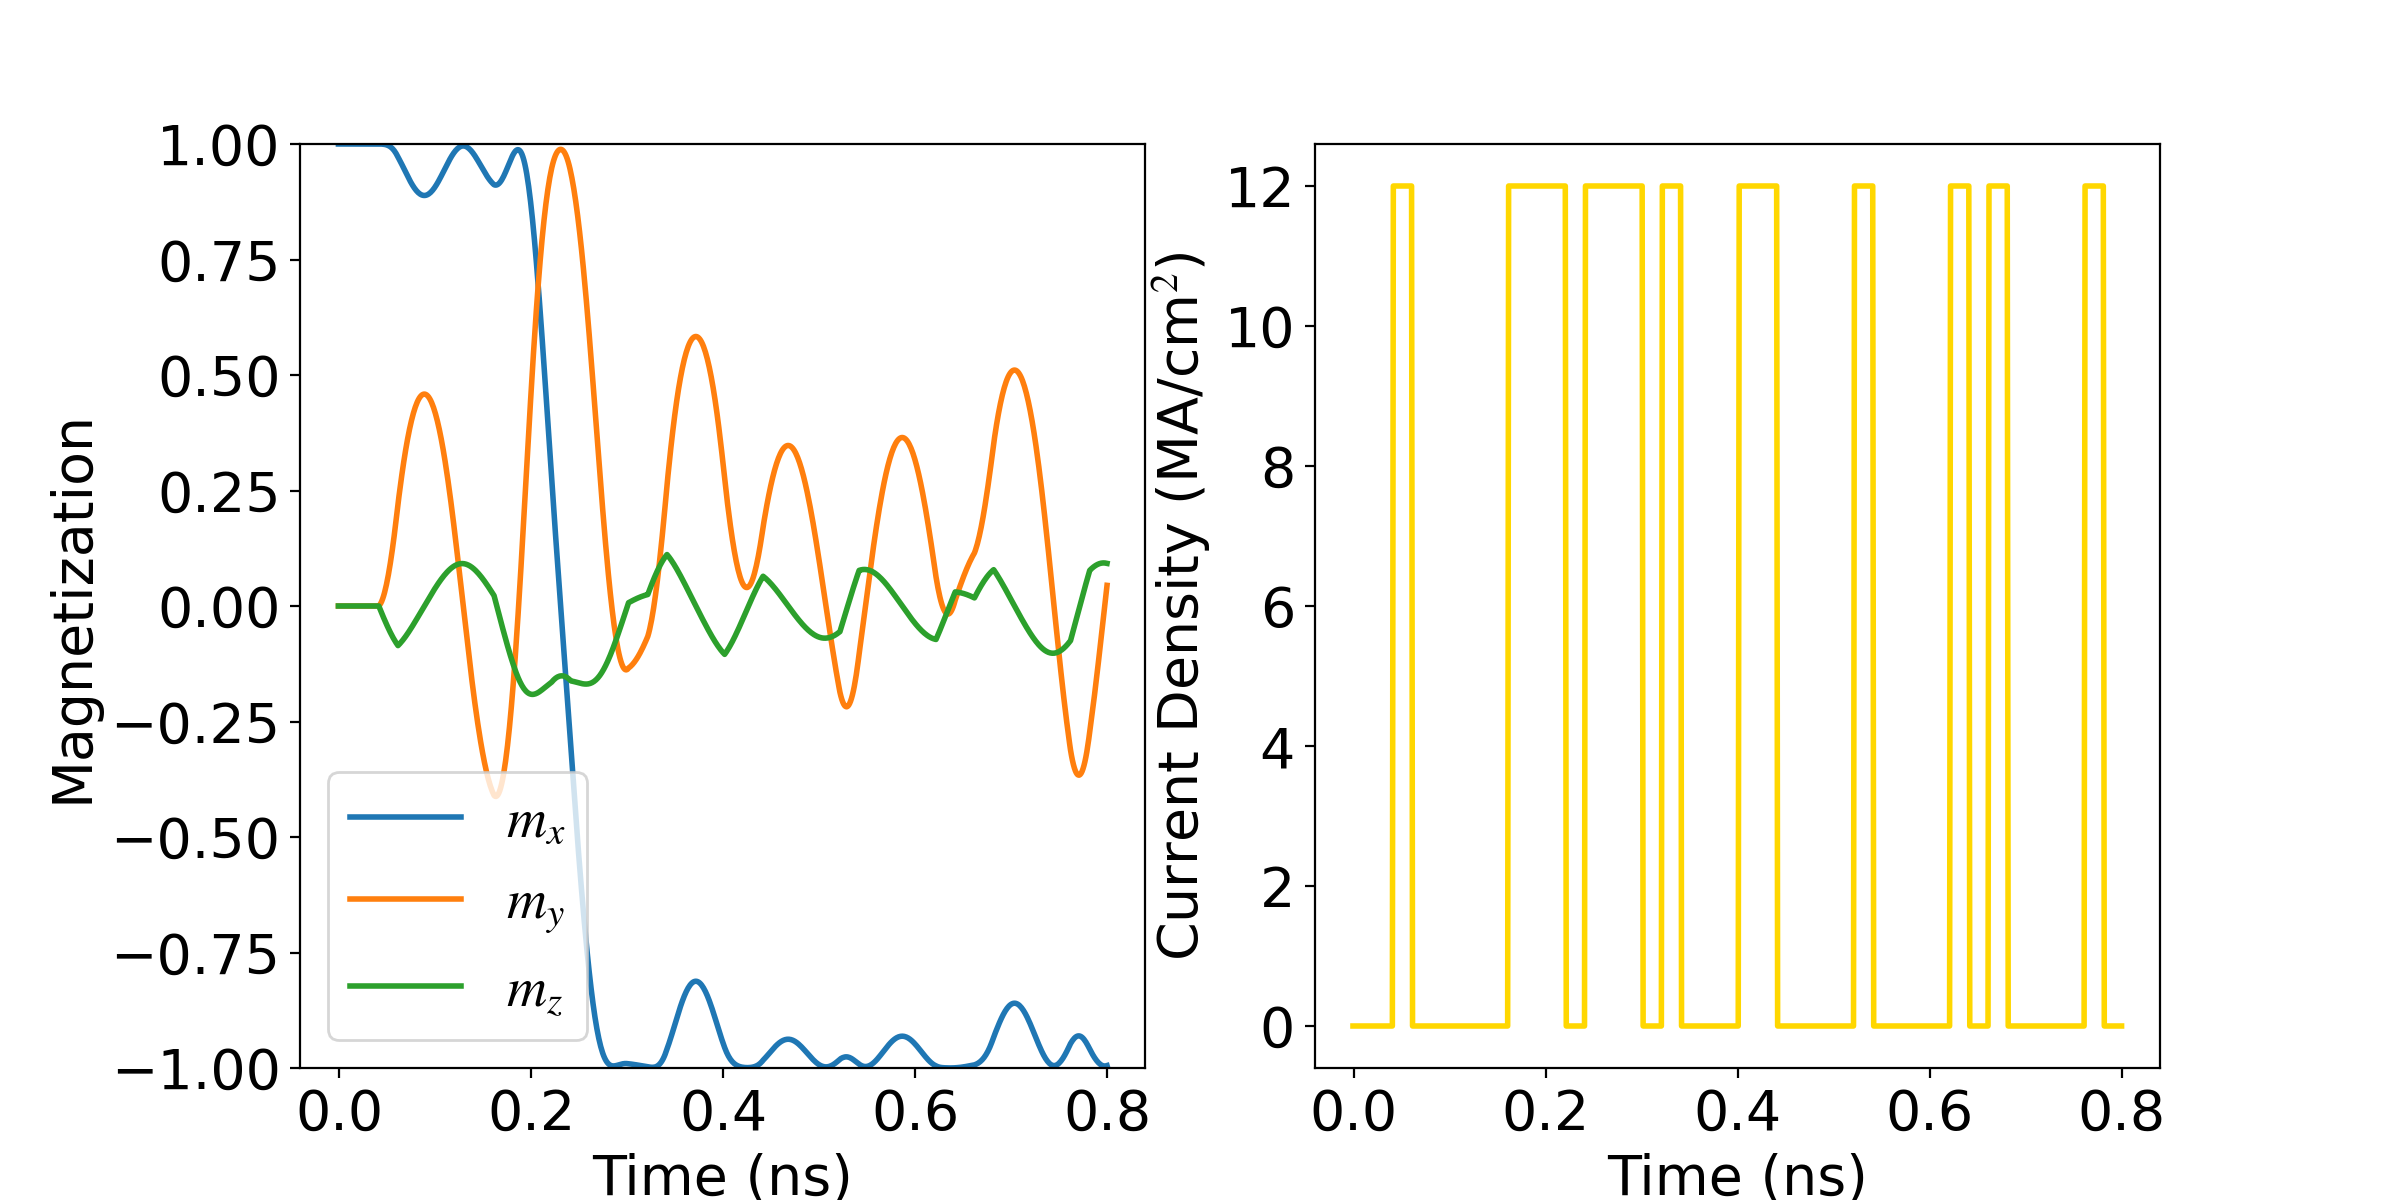 1.00
0.75
0.50
0.25
0.00
−0.25
−0.50
−0.75
−1.00
Magnetization
m_x
m_y
m_z
0.0 0.2 0.4 0.6 0.8
Time (ns)
12
10
8
6
4
2
0
Current Density (MA/cm²)
0.0 0.2 0.4 0.6 0.8
Time (ns)